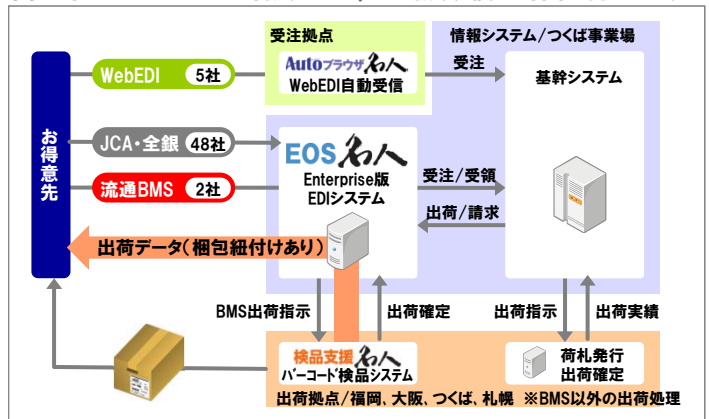 受注拠点
情報システム/つくば事業場
WebEDI 5社
Autoブラウザ名人
WebEDI自動受信
受注
基幹システム
お得意先
JCA・全銀 48社
EOS名人
Enterprise版
EDIシステム
流通BMS 2社
受注/受領
出荷/請求
出荷データ(梱包紐付けあり)
BMS出荷指示
出荷確定
出荷指示
出荷実績
検品支援名人
バーコード検品システム
荷札発行
出荷確定
出荷拠点/福岡、大阪、つくば、札幌 ※BMS以外の出荷処理